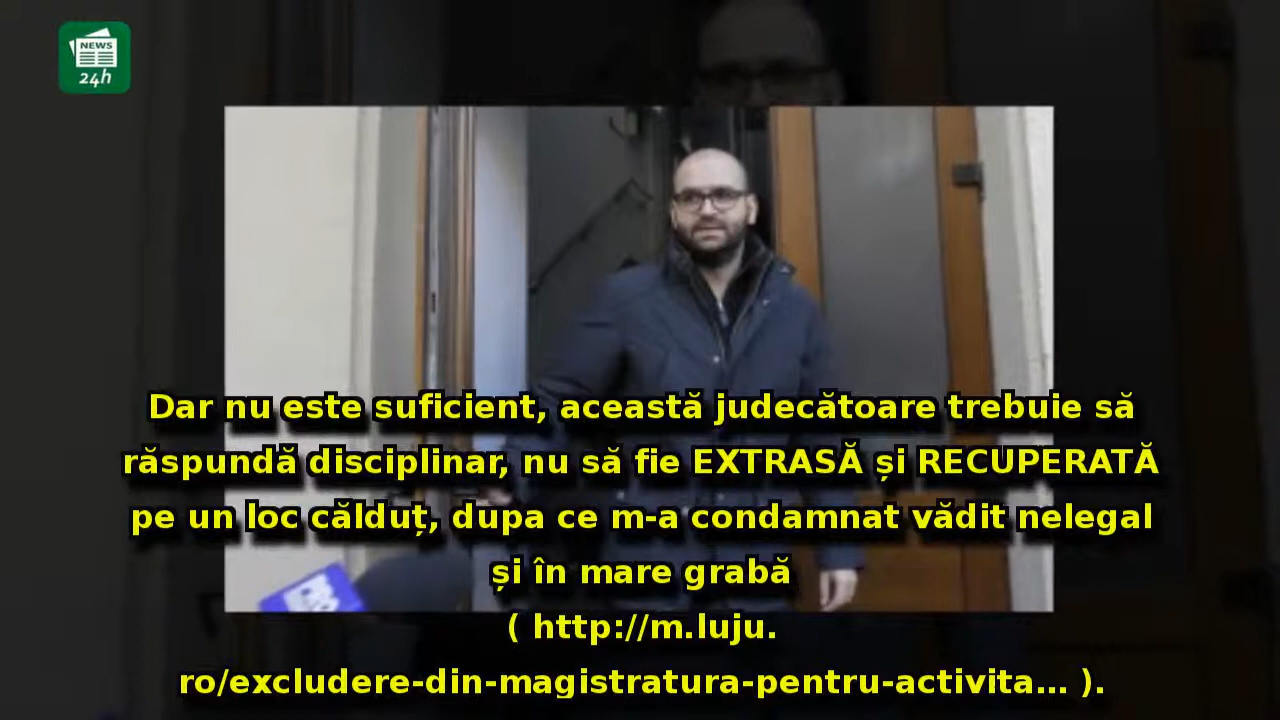 NEWS
24h
Dar nu este suficient, această judecătoare trebuie să
răspundă disciplinar, nu să fie EXTRASĂ și RECUPERATĂ
pe un loc călduț, dupa ce m-a condamnat vădit nelegal
și în mare grabă
( http://m.luju.
ro/excludere-din-magistratura-pentru-activita… ).